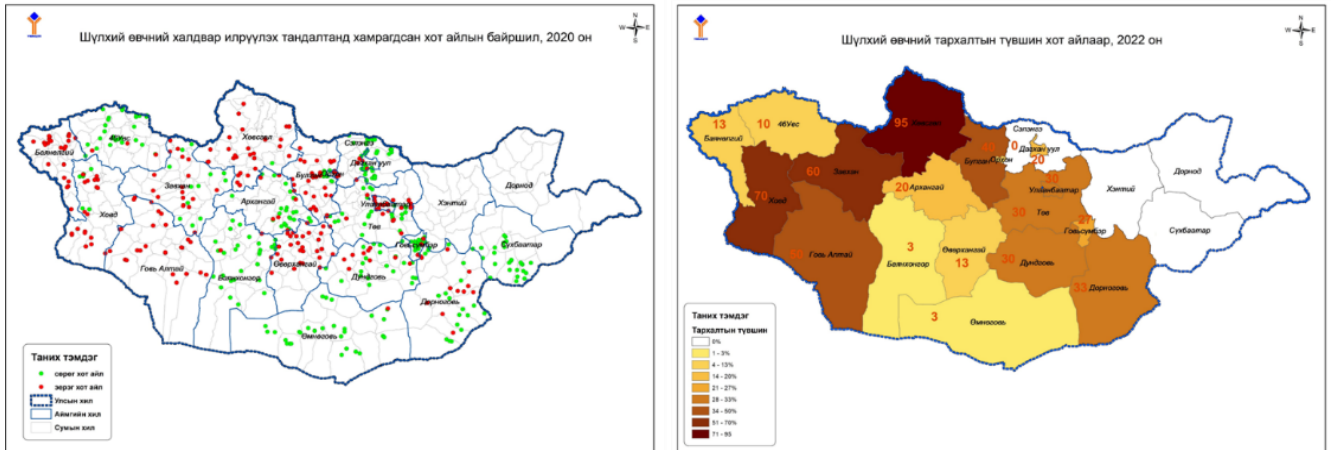 Шүлхий өвчний халдвар илрүүлэх тандалтанд хамрагдсан хот айлын байршил, 2020 он
N
W E
S
Увс
Баянөлгий
Хөвсгөл
Сэлэнгэ
Дархан уул
Завхан
Булган
Ховд
Архангай
Улаанбаатар
Хэнтий
Дорнод
Төв
Сүхбаатар
Говьсүмбэр
Говь Алтай
Баянхонгор
Өвөрхангай
Дундговь
Дорноговь
Өмнөговь
Таних тэмдэг
сөрөг хот айл
эерэг хот айл
Улсын хил
Аймгийн хил
Сумын хил
Шүлхий өвчний тархалтын түвшин хот айлаар, 2022 он
N
W E
S
13
Баянөлгий
10
Увс
95
Хөвсгөл
Сэлэнгэ
0
Дархан уул
20
Булган
Орхон
60
Завхан
70
Ховд
20
Архангай
30
Улаанбаатар
Хэнтий
Дорнод
30
Төв
27
Говьсүмбэр
Сүхбаатар
Говь Алтай
3
Баянхонгор
Өвөрхангай
13
30
Дундговь
33
Дорноговь
3
Өмнөговь
Таних тэмдэг
Тархалтын түвшин
0%
1 - 3%
4 - 13%
14 - 20%
21 - 27%
28 - 33%
34 - 50%
51 - 70%
71 - 95